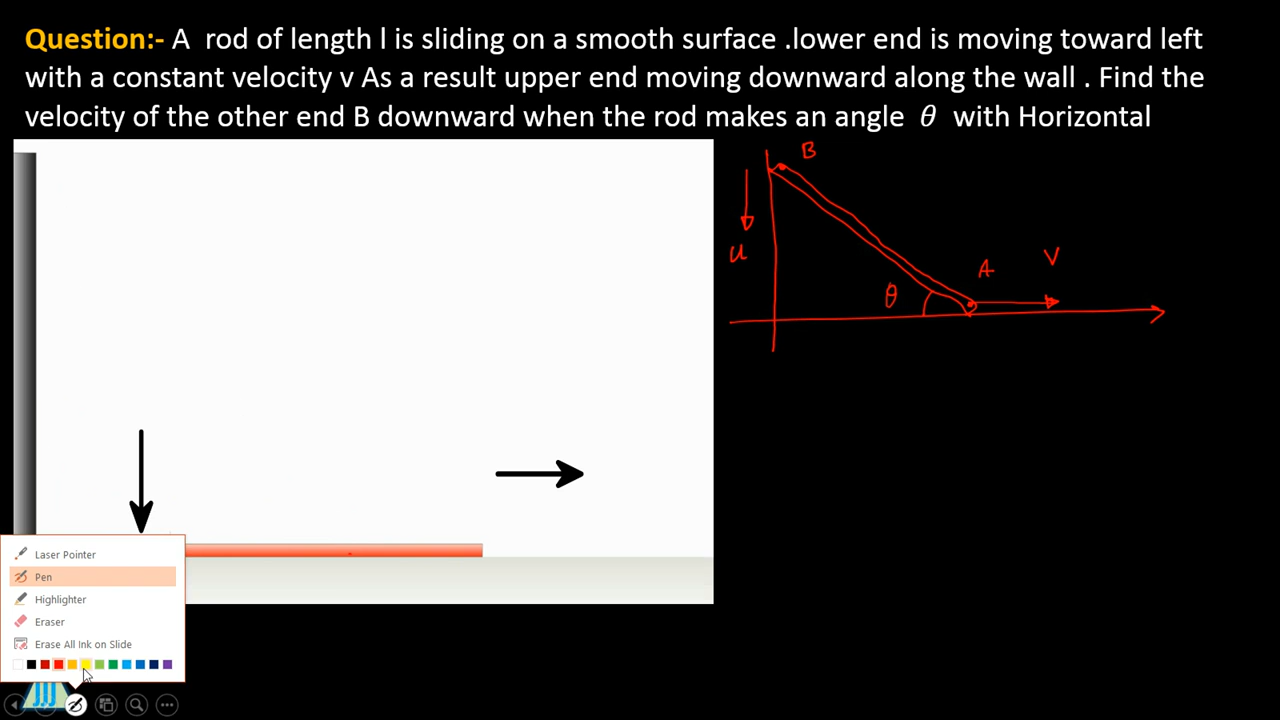 Question:- A rod of length l is sliding on a smooth surface .lower end is moving toward left
with a constant velocity v As a result upper end moving downward along the wall . Find the
velocity of the other end B downward when the rod makes an angle θ with Horizontal
B
u
A
V
θ
Laser Pointer
Pen
Highlighter
Eraser
Erase All Ink on Slide